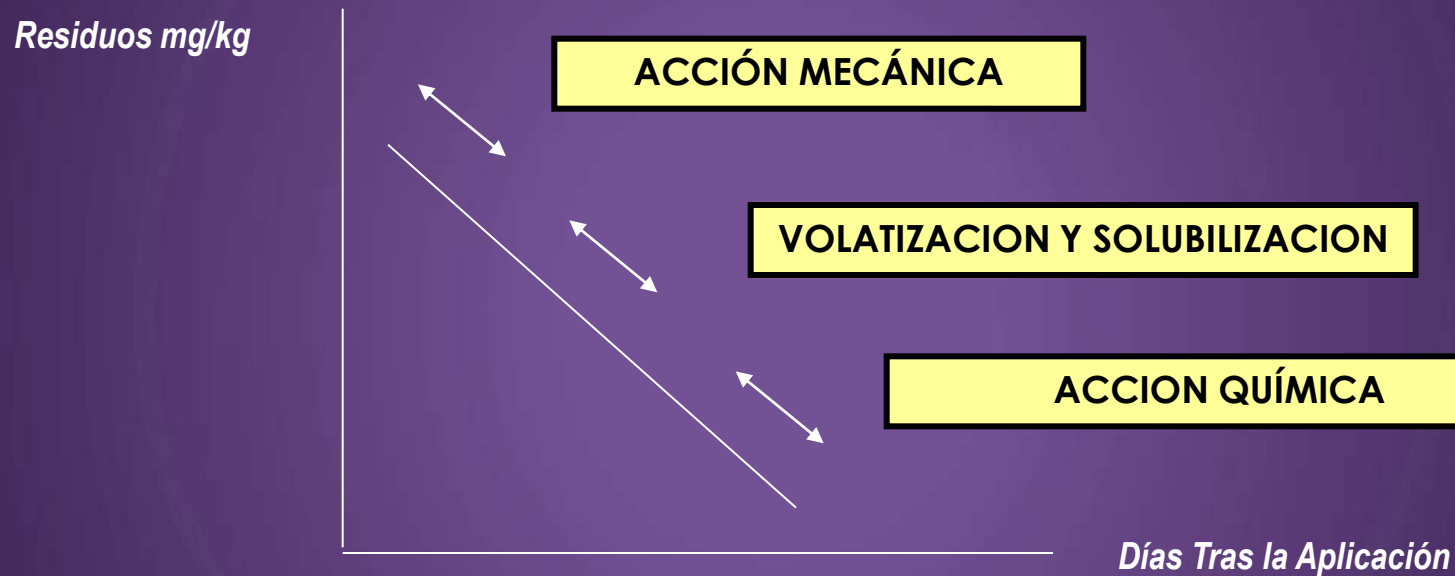 Residuos mg/kg
ACCIÓN MECÁNICA
VOLATIZACION Y SOLUBILIZACION
ACCION QUÍMICA
Días Tras la Aplicación